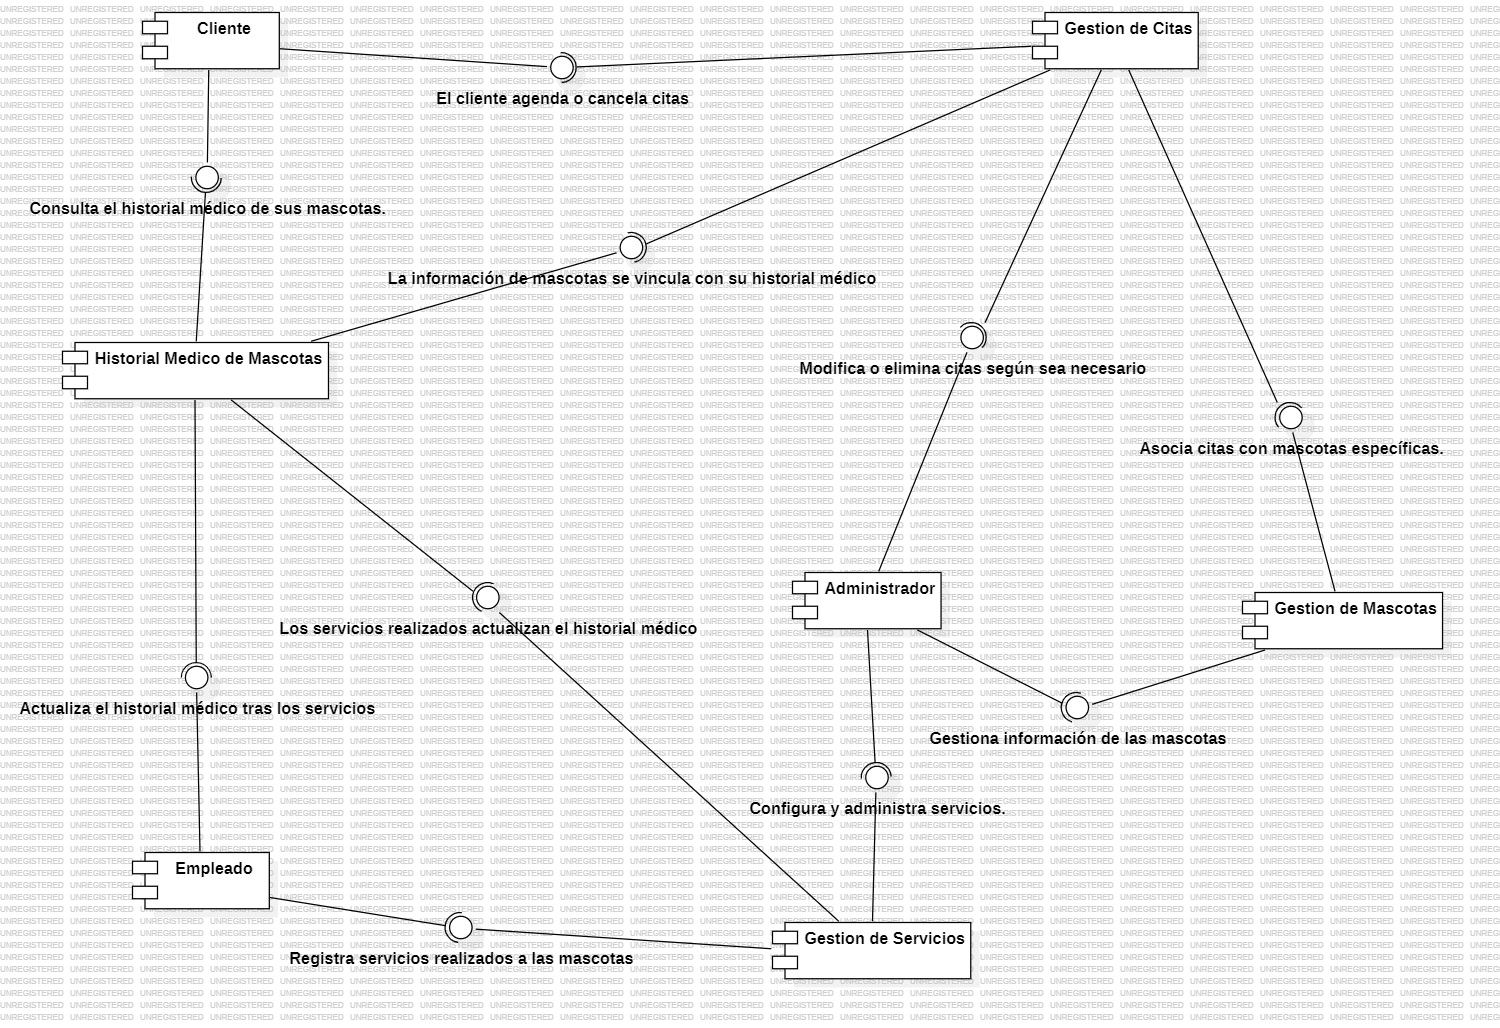 Cliente
Gestion de Citas
El cliente agenda o cancela citas
Consulta el historial médico de sus mascotas.
La información de mascotas se vincula con su historial médico
Historial Medico de Mascotas
Modifica o elimina citas según sea necesario
Asocia citas con mascotas específicas.
Administrador
Gestion de Mascotas
Los servicios realizados actualizan el historial médico
Actualiza el historial médico tras los servicios
Gestiona información de las mascotas
Configura y administra servicios.
Empleado
Gestion de Servicios
Registra servicios realizados a las mascotas
UNREGISTERED